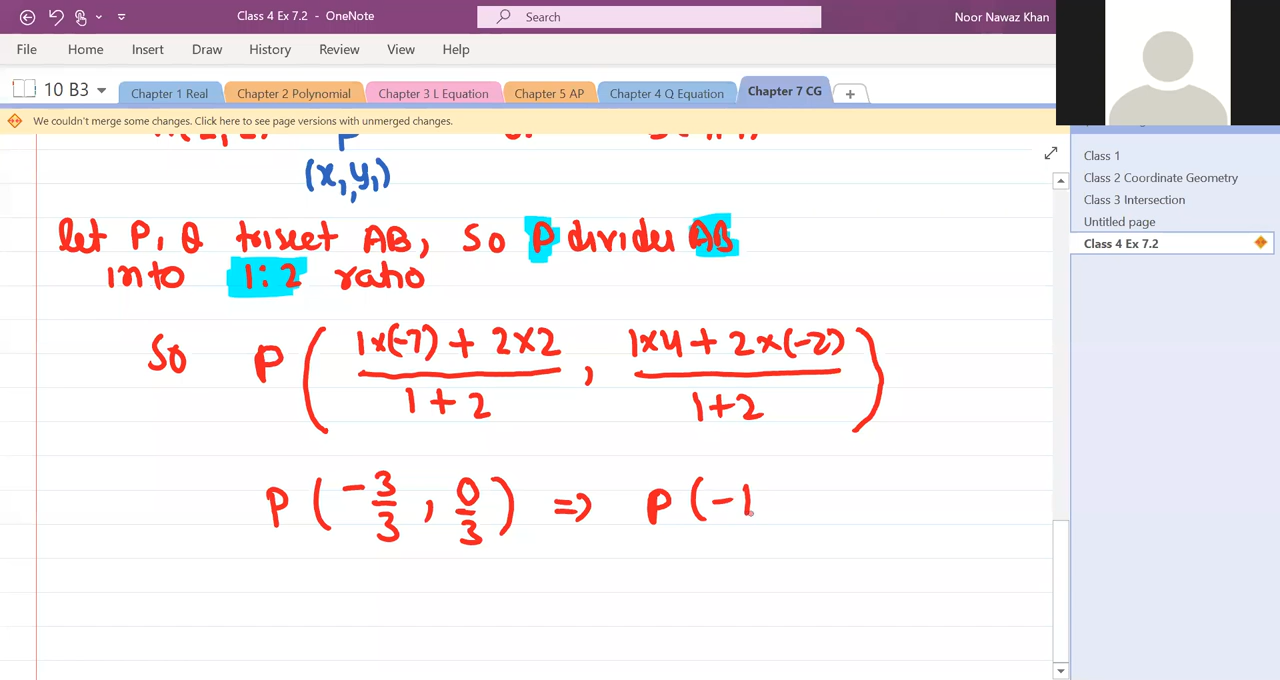 Class 4 Ex 7.2 - OneNote
Search
Noor Nawaz Khan
File Home Insert Draw History Review View Help
10 B3
Chapter 1 Real
Chapter 2 Polynomial
Chapter 3 L Equation
Chapter 5 AP
Chapter 4 Q Equation
Chapter 7 CG
We couldn't merge some changes. Click here to see page versions with unmerged changes.
Class 1
Class 2 Coordinate Geometry
Class 3 Intersection
Untitled page
Class 4 Ex 7.2
(x, y,)
let P, Q trisect AB, So P divides AB
into 1:2 ratio
So P ( 1×(-7) + 2×2 / 1+2 , 1×4 + 2×(-2) / 1+2 )
P ( -3/3 , 0/3 ) => P (-1